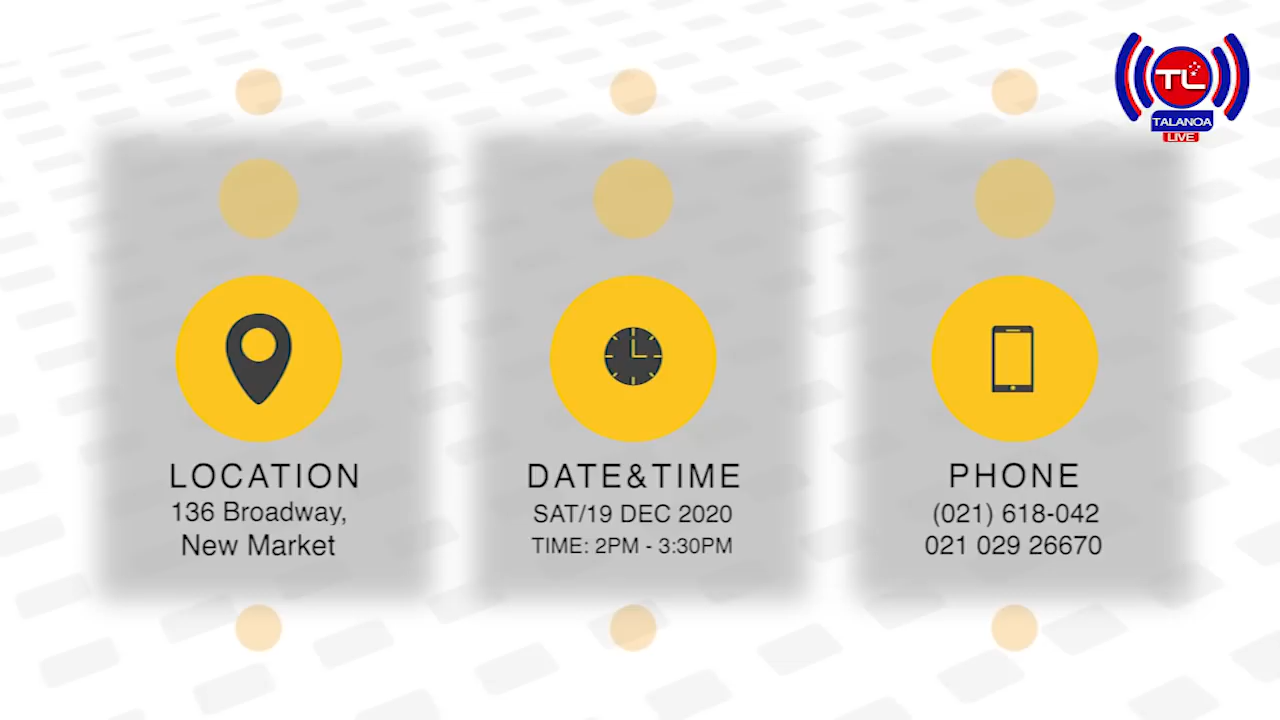 TL
TALANOA
LIVE
LOCATION
136 Broadway,
New Market
DATE&TIME
SAT/19 DEC 2020
TIME: 2PM - 3:30PM
PHONE
(021) 618-042
021 029 26670